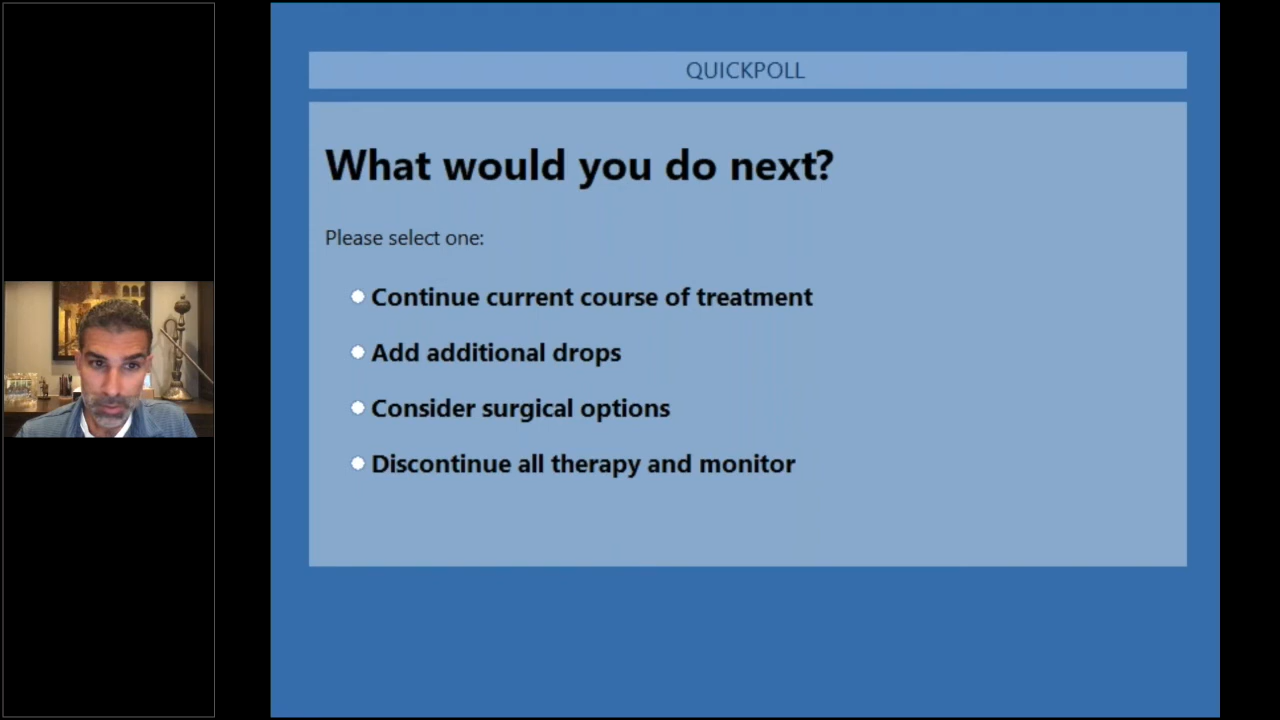 QUICKPOLL
What would you do next?
Please select one:
Continue current course of treatment
Add additional drops
Consider surgical options
Discontinue all therapy and monitor